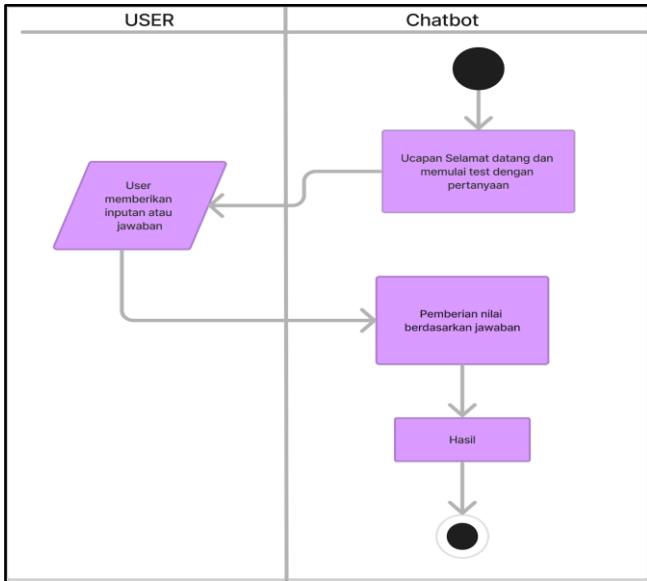 USER
Chatbot
Ucapan Selamat datang dan
memulai test dengan
pertanyaan
User
memberikan
inputan atau
jawaban
Pemberian nilai
berdasarkan jawaban
Hasil